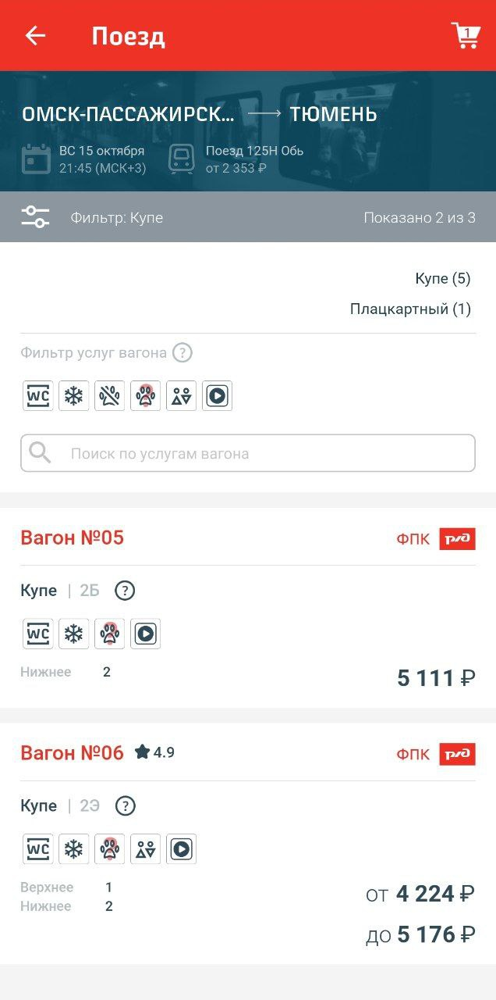 Поезд
1
ОМСК-ПАССАЖИРСК... → ТЮМЕНЬ
ВС 15 октября
21:45 (МСК+3)
Поезд 125Н Обь
от 2 353 ₽
Фильтр: Купе
Показано 2 из 3
Купе (5)
Плацкартный (1)
Фильтр услуг вагона ?
WC
Поиск по услугам вагона
Вагон №05
ФПК РЖД
Купе | 2Б ?
WC
Нижнее 2
5 111 ₽
Вагон №06 4.9
ФПК РЖД
Купе | 2Э ?
WC
Верхнее 1
Нижнее 2
от 4 224 ₽
до 5 176 ₽